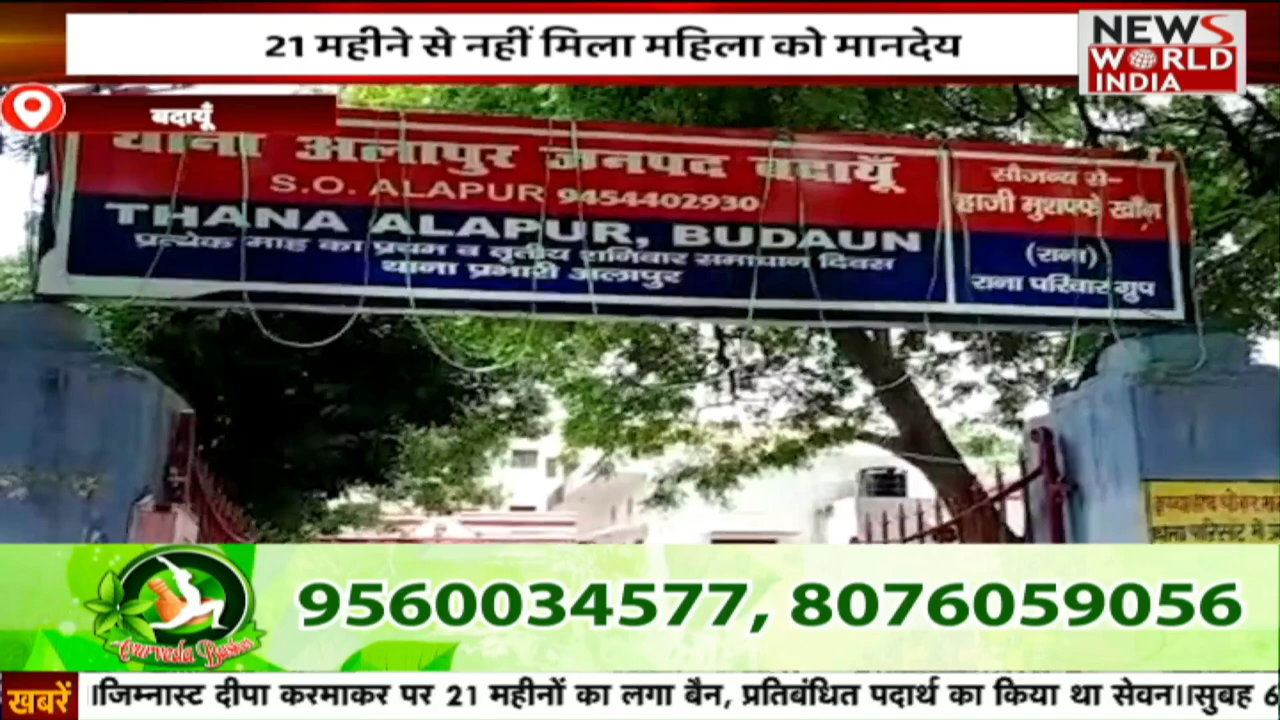 21 महीने से नहीं मिला महिला को मानदेय
NEWS
WORLD
INDIA
बदायूँ
थाना अलापुर जनपद बदायूँ
S.O. ALAPUR 9454402930
THANA ALAPUR, BUDAUN
प्रत्येक माह का प्रथम व तृतीय शनिवार समाधान दिवस
थाना प्रभारी अलापुर
सौजन्य से-
हाजी खाँन
(राना)
राना परिवार ग्रुप
9560034577, 8076059056
Ayurveda
खबरें
।जिम्नास्ट दीपा करमाकर पर 21 महीनों का लगा बैन, प्रतिबंधित पदार्थ का किया था सेवन।।सुबह 6